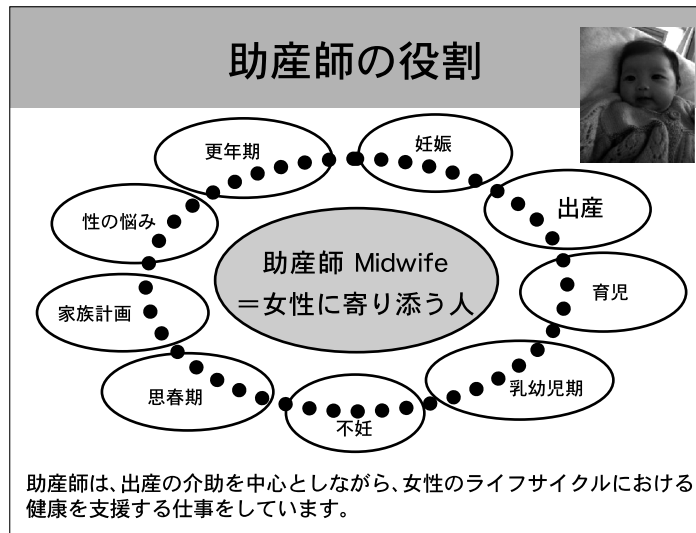 助産師の役割
更年期
妊娠
性の悩み
出産
助産師 Midwife
＝女性に寄り添う人
家族計画
育児
思春期
乳幼児期
不妊
助産師は、出産の介助を中心としながら、女性のライフサイクルにおける
健康を支援する仕事をしています。